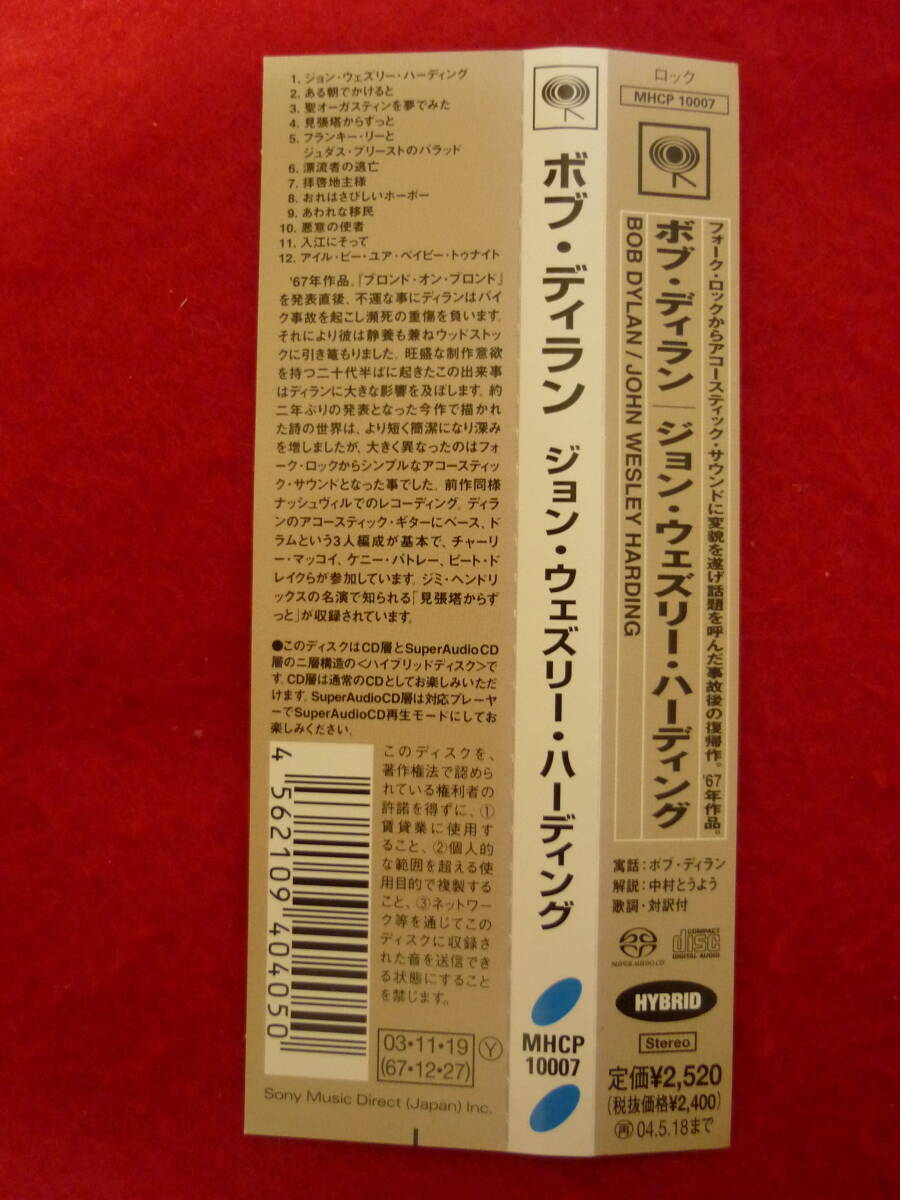 1. ジョン・ウェズリー・ハーディング
2. ある朝でかけると
3. 聖オーガスティンを夢でみた
4. 見張塔からずっと
5. フランキー・リーと
ジュダス・プリーストのバラッド
6. 漂流者の逃亡
7. 拝啓地主様
8. おれはさびしいホーボー
9. あわれな移民
10. 悪意の使者
11. 入江にそって
12. アイル・ビー・ユア・ベイビー・トゥナイト
'67年作品。『ブロンド・オン・ブロンド』
を発表直後、不運な事にディランはバイ
ク事故を起こし瀕死の重傷を負います。
それにより彼は静養も兼ねウッドストッ
クに引き篭もりました。旺盛な制作意欲
を持つ二十代半ばに起きたこの出来事
はディランに大きな影響を及ぼします。約
二年ぶりの発表となった今作で描かれ
た詩の世界は、より短く簡潔になり深み
を増しましたが、大きく異なったのはフォ
ーク・ロックからシンプルなアコースティッ
ク・サウンドとなった事でした。前作同様
ナッシュヴィルでのレコーディング。ディラ
ンのアコースティック・ギターにベース、ド
ラムという3人編成が基本で、チャーリ
ー・マッコイ、ケニー・バトレー、ピート・ド
レイクらが参加しています。ジミ・ヘンドリ
ックスの名演で知られる「見張塔からず
っと」が収録されています。
●このディスクはCD層とSuperAudioCD
層の二層構造の<ハイブリッドディスク>で
す。CD層は通常のCDとしてお楽しみいただ
けます。SuperAudioCD層は対応プレーヤ
ーでSuperAudioCD再生モードにしてお
楽しみください。
このディスクを、
著作権法で認めら
れている権利者の
許諾を得ずに、①
賃貸業に使用す
ること、②個人的
な範囲を超える使
用目的で複製する
こと、③ネットワー
ク等を通じてこの
ディスクに収録さ
れた音を送信でき
る状態にすること
を禁じます。
4 562109 404050
03・11・19
(67・12・27)
Y
Sony Music Direct (Japan) Inc.
ボブ・ディラン ジョン・ウェズリー・ハーディング
MHCP
10007
ロック
MHCP 10007
フォーク・ロックからアコースティック・サウンドに変貌を遂げ話題を呼んだ事故後の復帰作。'67年作品。
ボブ・ディラン/ジョン・ウェズリー・ハーディング
BOB DYLAN / JOHN WESLEY HARDING
寓話:ボブ・ディラン
解説:中村とうよう
歌詞・対訳付
SUPER AUDIO CD
COMPACT
disc
DIGITAL AUDIO
HYBRID
Stereo
定価¥2,520
(税抜価格¥2,400)
再04.5.18まで